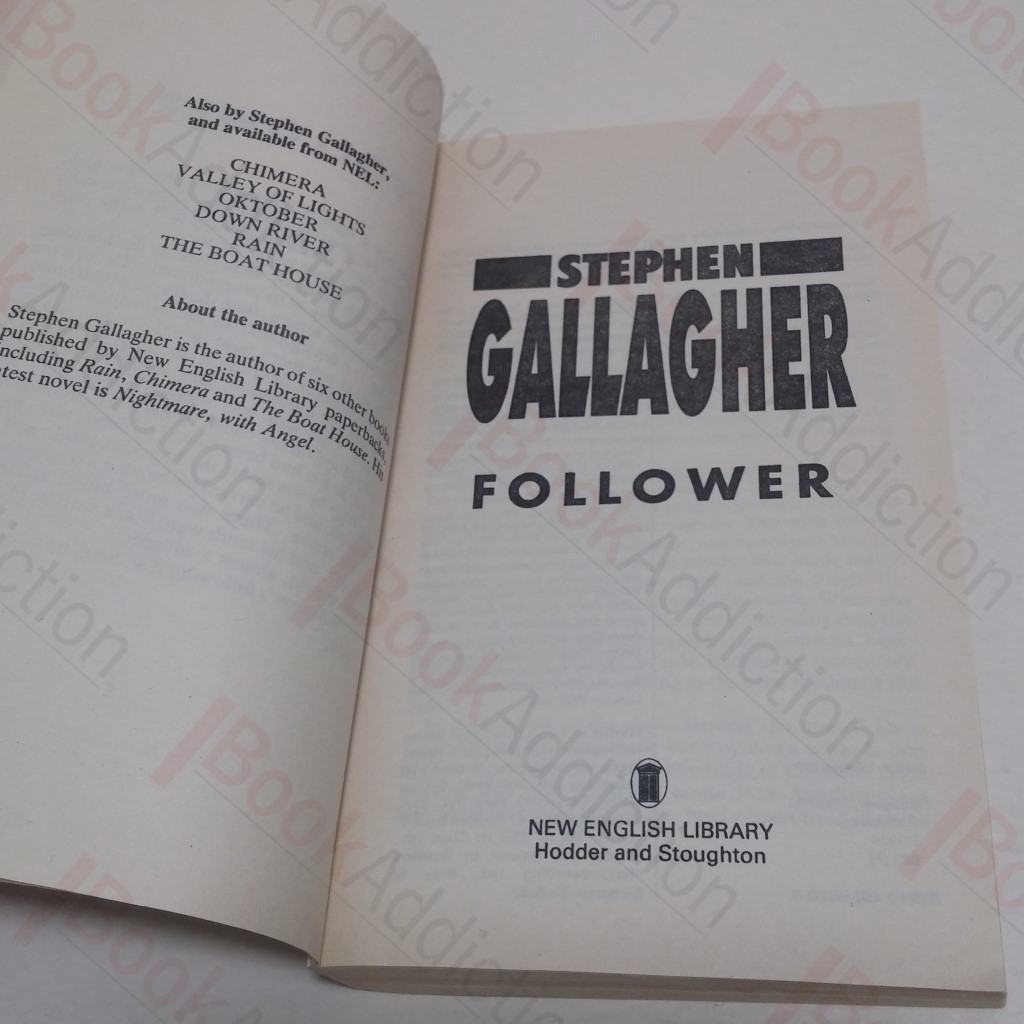 Also by Stephen Gallagher,
and available from NEL:
CHIMERA
VALLEY OF LIGHTS
OKTOBER
DOWN RIVER
RAIN
THE BOAT HOUSE
About the author
Stephen Gallagher is the author of six other books
published by New English Library paperbacks,
including Rain, Chimera and The Boat House. His
latest novel is Nightmare, with Angel.
STEPHEN
GALLAGHER
FOLLOWER
NEW ENGLISH LIBRARY
Hodder and Stoughton
BookAddiction